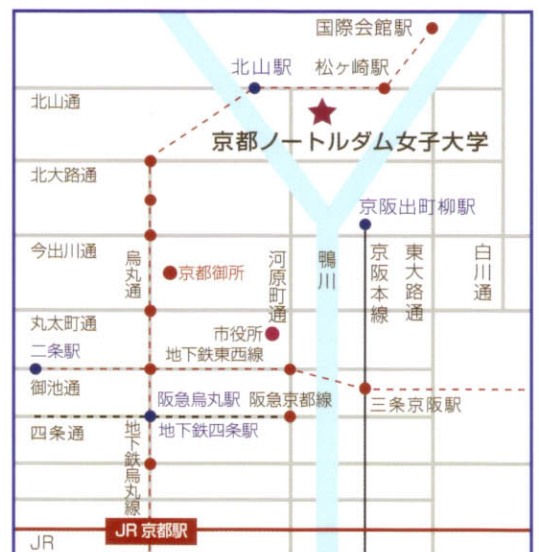 国際会館駅
北山駅
松ヶ崎駅
北山通
京都ノートルダム女子大学
北大路通
京阪出町柳駅
今出川通
烏丸通
京都御所
河原町通
鴨川
京阪本線
東大路通
白川通
丸太町通
市役所
二条駅
地下鉄東西線
御池通
阪急烏丸駅
阪急京都線
三条京阪駅
四条通
地下鉄烏丸線
地下鉄四条駅
JR 京都駅
JR